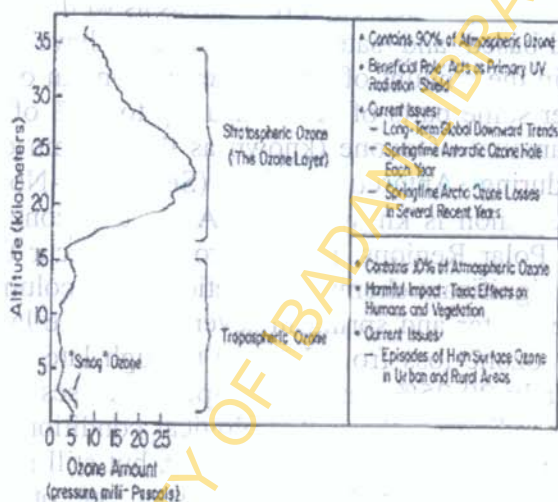 35
30
25
20
15
10
5
Altitude (Kilometers)
"Smog" Ozone
0 5 10 15 20 25
Ozone Amount
(pressure, milli-Pascals)
Stratospheric Ozone
(The Ozone Layer)
Tropospheric Ozone
• Contains 90% of Atmospheric Ozone
• Beneficial Role: Acts as Primary UV
Radiation Shield
• Current Issues:
– Long-Term Global Downward Trends
– Springtime Antarctic Ozone Hole
Each Year
– Springtime Arctic Ozone Losses
in Several Recent Years
• Contains 10% of Atmospheric Ozone
• Harmful Impact: Toxic Effects on
Humans and Vegetation
• Current Issues:
– Episodes of High Surface Ozone
in Urban and Rural Areas
Y OF IBADAN LIBRA